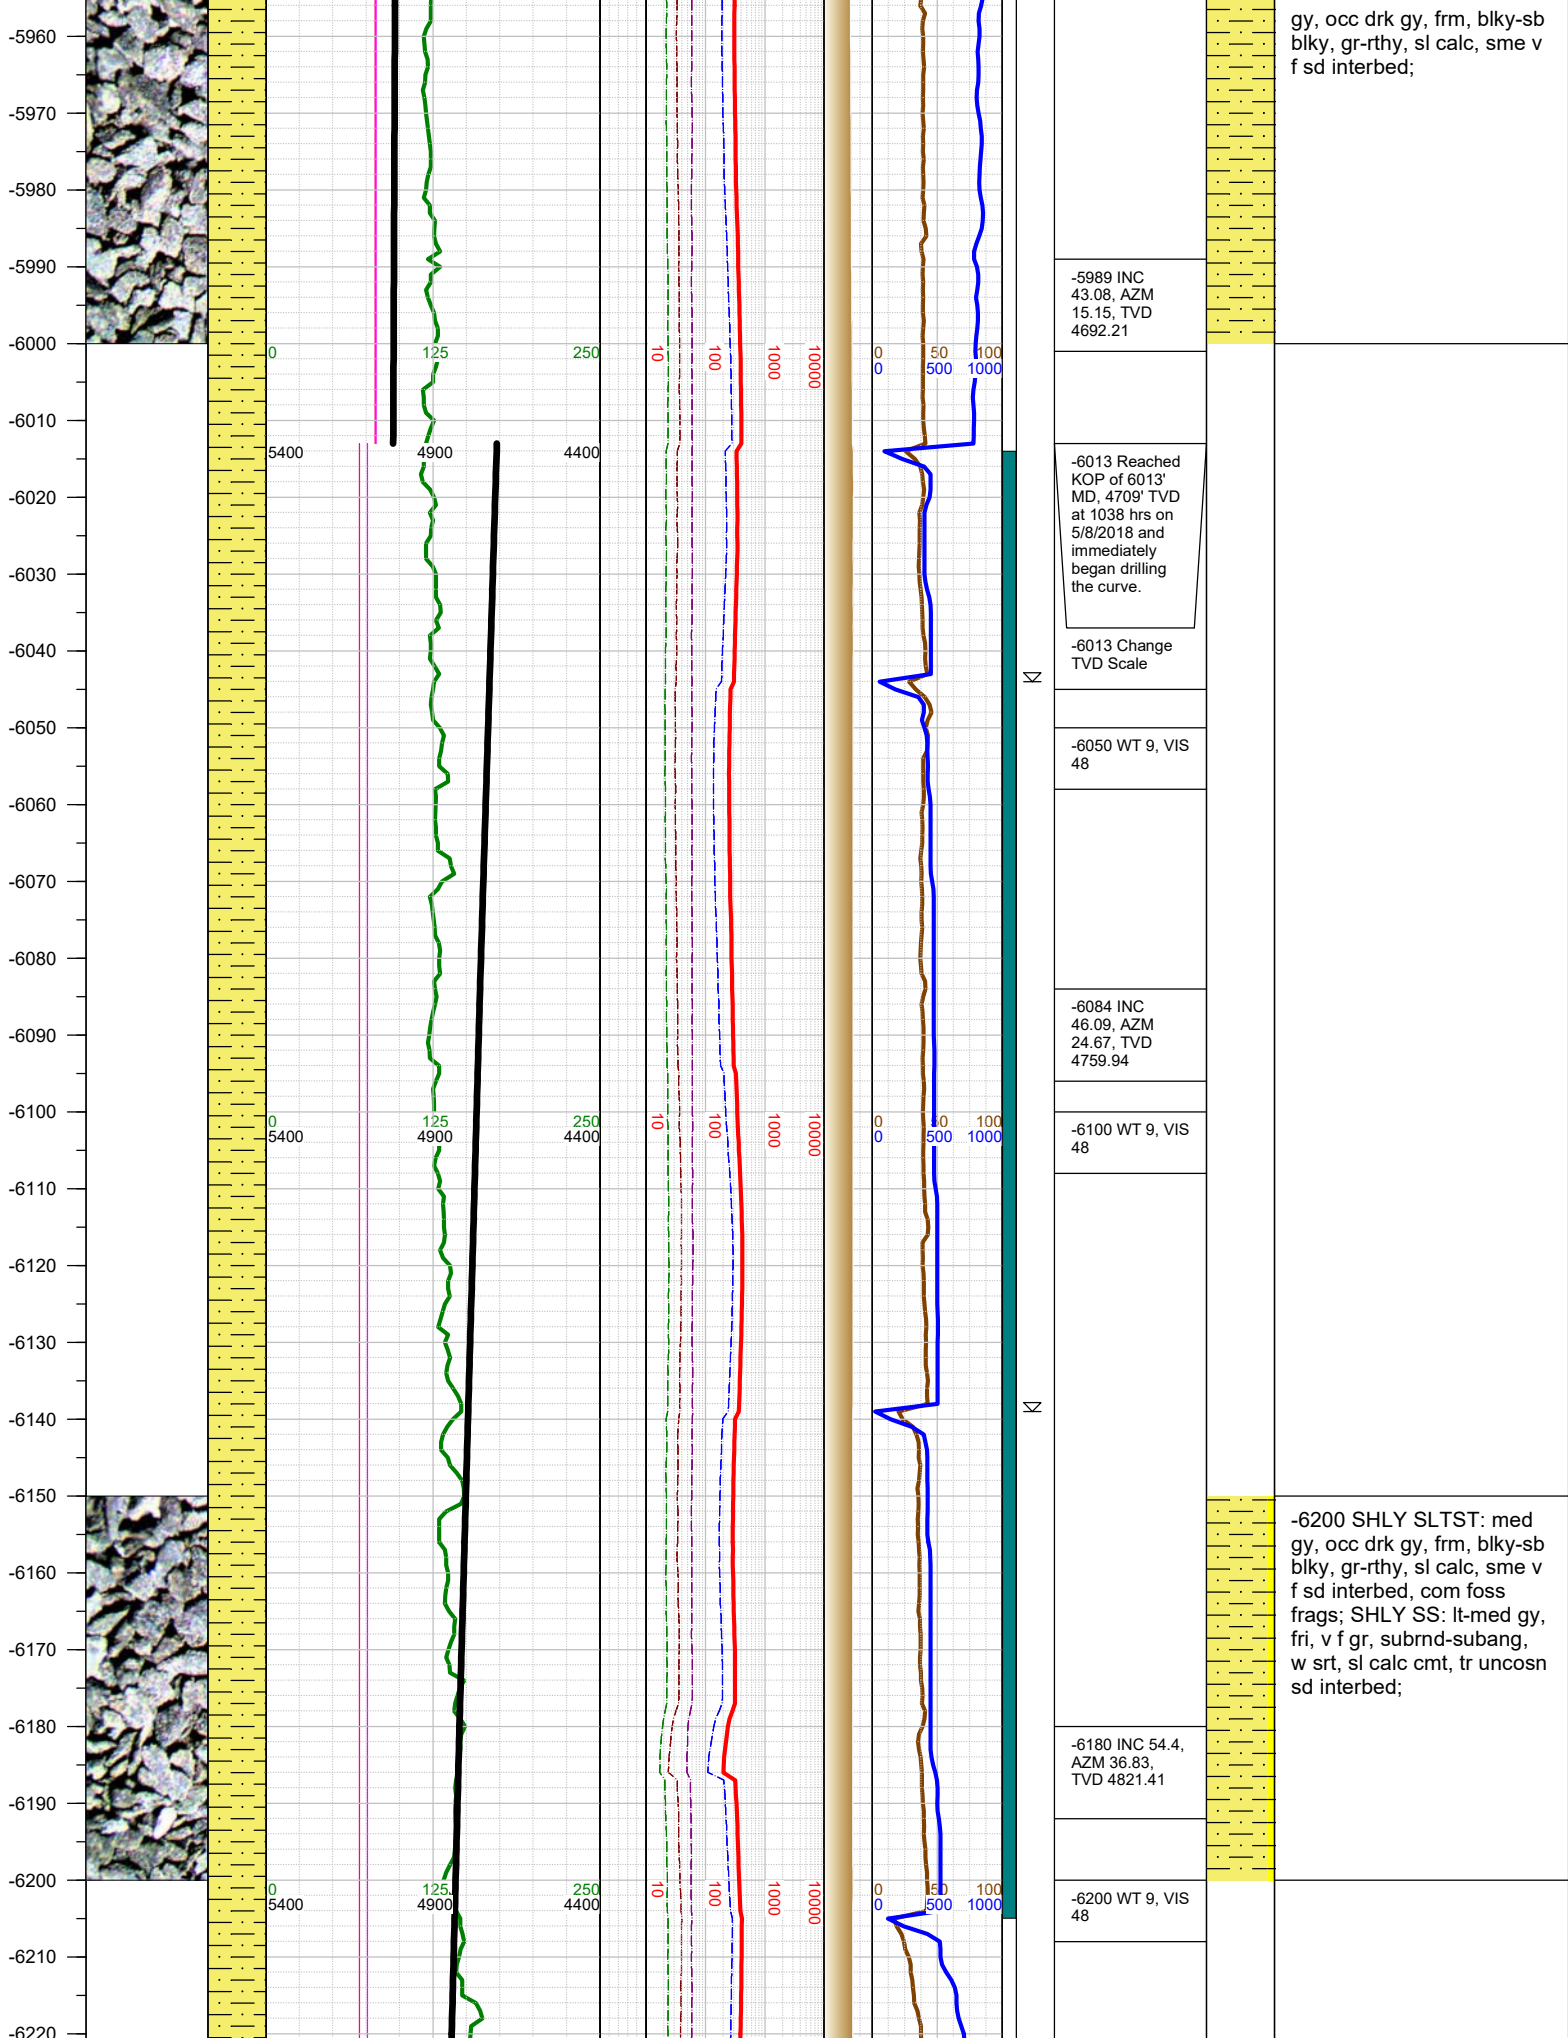 gy, occ drk gy, frm, blky-sb
blky, gr-rthy, sl calc, sme v
f sd interbed;
-5960
-5970
-5980
-5990
-5989 INC
43.08, AZM
15.15, TVD
4692.21
-6000
0 125 250
10 100 1000 10000
0 50 100
0 500 1000
-6010
5400 4900 4400
-6013 Reached
KOP of 6013'
MD, 4709' TVD
at 1038 hrs on
5/8/2018 and
immediately
began drilling
the curve.
-6020
-6030
-6040
-6013 Change
TVD Scale
-6050
-6050 WT 9, VIS
48
-6060
-6070
-6080
-6084 INC
46.09, AZM
24.67, TVD
4759.94
-6090
-6100
0 125 250
5400 4900 4400
10 100 1000 10000
0 50 100
0 500 1000
-6100 WT 9, VIS
48
-6110
-6120
-6130
-6140
-6150
-6200 SHLY SLTST: med
gy, occ drk gy, frm, blky-sb
blky, gr-rthy, sl calc, sme v
f sd interbed, com foss
frags; SHLY SS: lt-med gy,
fri, v f gr, subrnd-subang,
w srt, sl calc cmt, tr uncosn
sd interbed;
-6160
-6170
-6180
-6180 INC 54.4,
AZM 36.83,
TVD 4821.41
-6190
-6200
0 125 250
5400 4900 4400
10 100 1000 10000
0 50 100
0 500 1000
-6200 WT 9, VIS
48
-6210
-6220